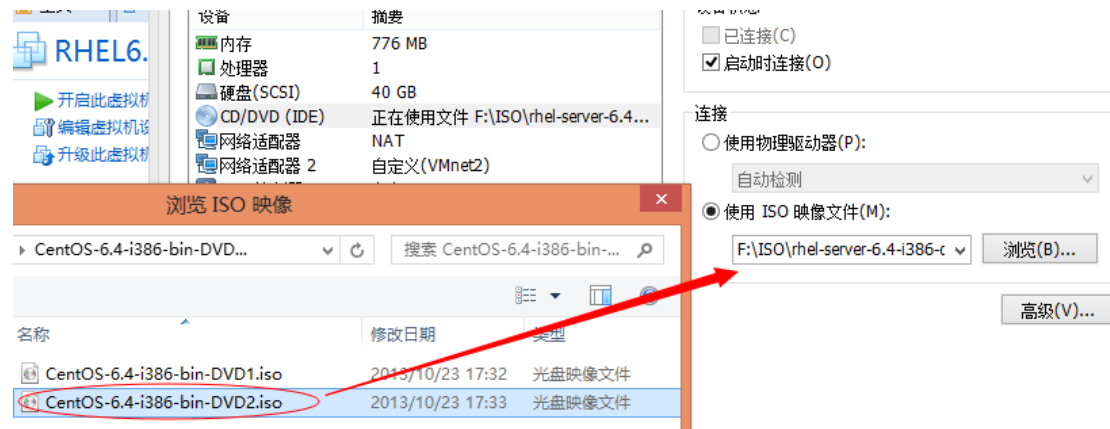 设备 摘要
RHEL6.
内存 776 MB
处理器 1
硬盘(SCSI) 40 GB
CD/DVD (IDE) 正在使用文件 F:\ISO\rhel-server-6.4...
网络适配器 NAT
网络适配器 2 自定义(VMnet2)
开启此虚拟机
编辑虚拟机设
升级此虚拟机
已连接(C)
启动时连接(O)
连接
使用物理驱动器(P):
自动检测
使用 ISO 映像文件(M):
F:\ISO\rhel-server-6.4-i386-c
浏览(B)...
高级(V)...
浏览 ISO 映像
CentOS-6.4-i386-bin-DVD...
搜索 CentOS-6.4-i386-bin-...
名称 修改日期 类型
CentOS-6.4-i386-bin-DVD1.iso 2013/10/23 17:32 光盘映像文件
CentOS-6.4-i386-bin-DVD2.iso 2013/10/23 17:33 光盘映像文件